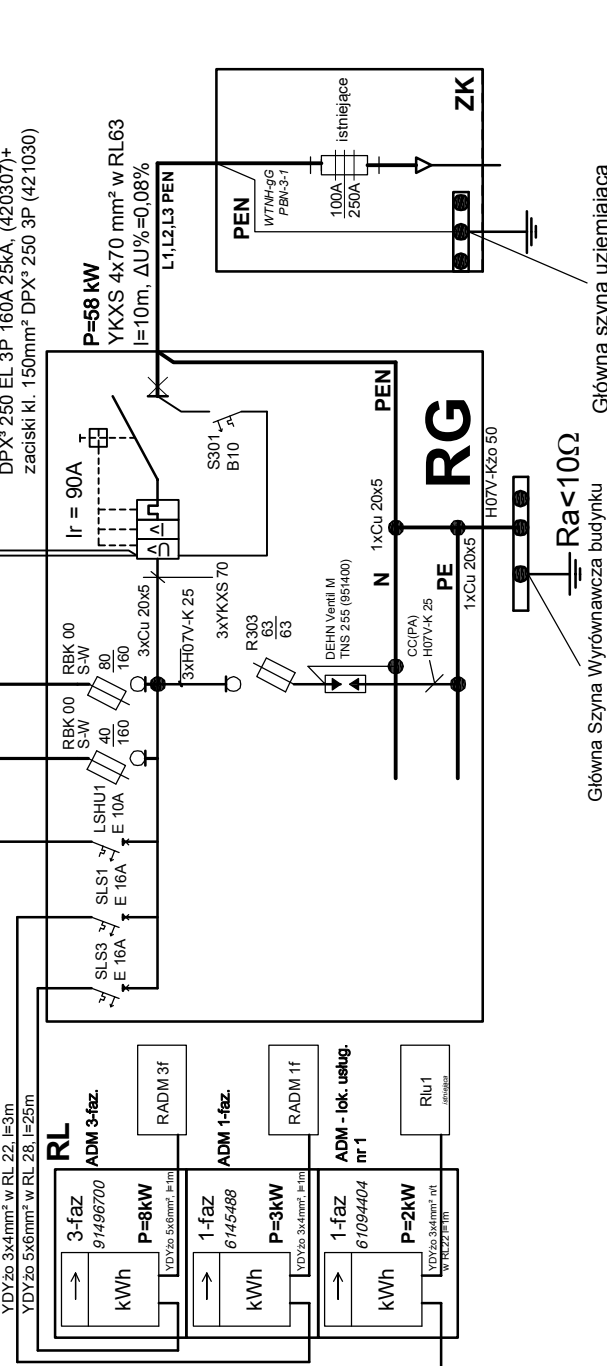 DPX³ 250 EL 3P 160A 25kA, (420307)+
zaciski kl. 150mm² DPX³ 250 3P (421030)
P=58 kW
YKXS 4x70 mm² w RL63
l=10m, ΔU%=0,08%
L1,L2,L3 PEN
PEN
WTNH-gG
PBN-3-1
100A
250A
istniejące
ZK
Główna szyna uziemiająca
Ir = 90A
S301
B10
3xCu 20x5
3xYKXS 70
3xH07V-K 25
R303
63
63
DEHN Ventil M
TNS 255 (951400)
PEN
N
1xCu 20x5
PE
1xCu 20x5
CC(PA)
H07V-K 25
RG
H07V-Kżo 50
Ra<10Ω
Główna Szyna Wyrównawcza budynku
RBK 00
S-W
80
160
RBK 00
S-W
40
160
LSHU1
E 10A
SLS1
E 16A
SLS3
E 16A
YDYżo 3x4mm² w RL 22, l=3m
YDYżo 5x6mm² w RL 28, l=25m
RL
ADM 3-faz.
3-faz
91496700
kWh
P=8kW
YDYżo 5x6mm², l=1m
RADM 3f
ADM 1-faz.
1-faz
6145488
kWh
P=3kW
YDYżo 3x4mm², l=1m
RADM 1f
ADM - lok. usług.
nr 1
1-faz
61094404
kWh
P=2kW
YDYżo 3x4mm² n/t
w RL22 l=1m
Rlu1
istniejąca